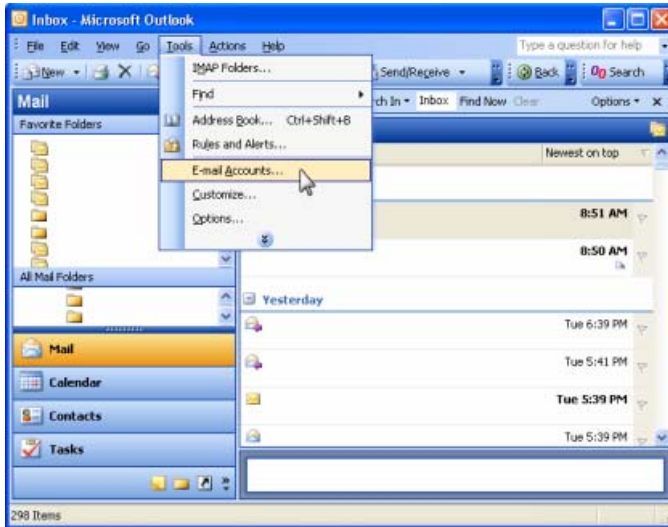 Inbox - Microsoft Outlook
File Edit View Go Tools Actions Help
Type a question for help
New
Send/Receive
Back
Search
Mail
rch In
Inbox
Find Now
Clear
Options
Favorite Folders
IMAP Folders...
Find
Address Book... Ctrl+Shift+B
Rules and Alerts...
E-mail Accounts...
Customize...
Options...
Newest on top
8:51 AM
8:50 AM
All Mail Folders
Yesterday
Tue 6:39 PM
Tue 5:41 PM
Tue 5:39 PM
Tue 5:39 PM
Mail
Calendar
Contacts
Tasks
298 Items